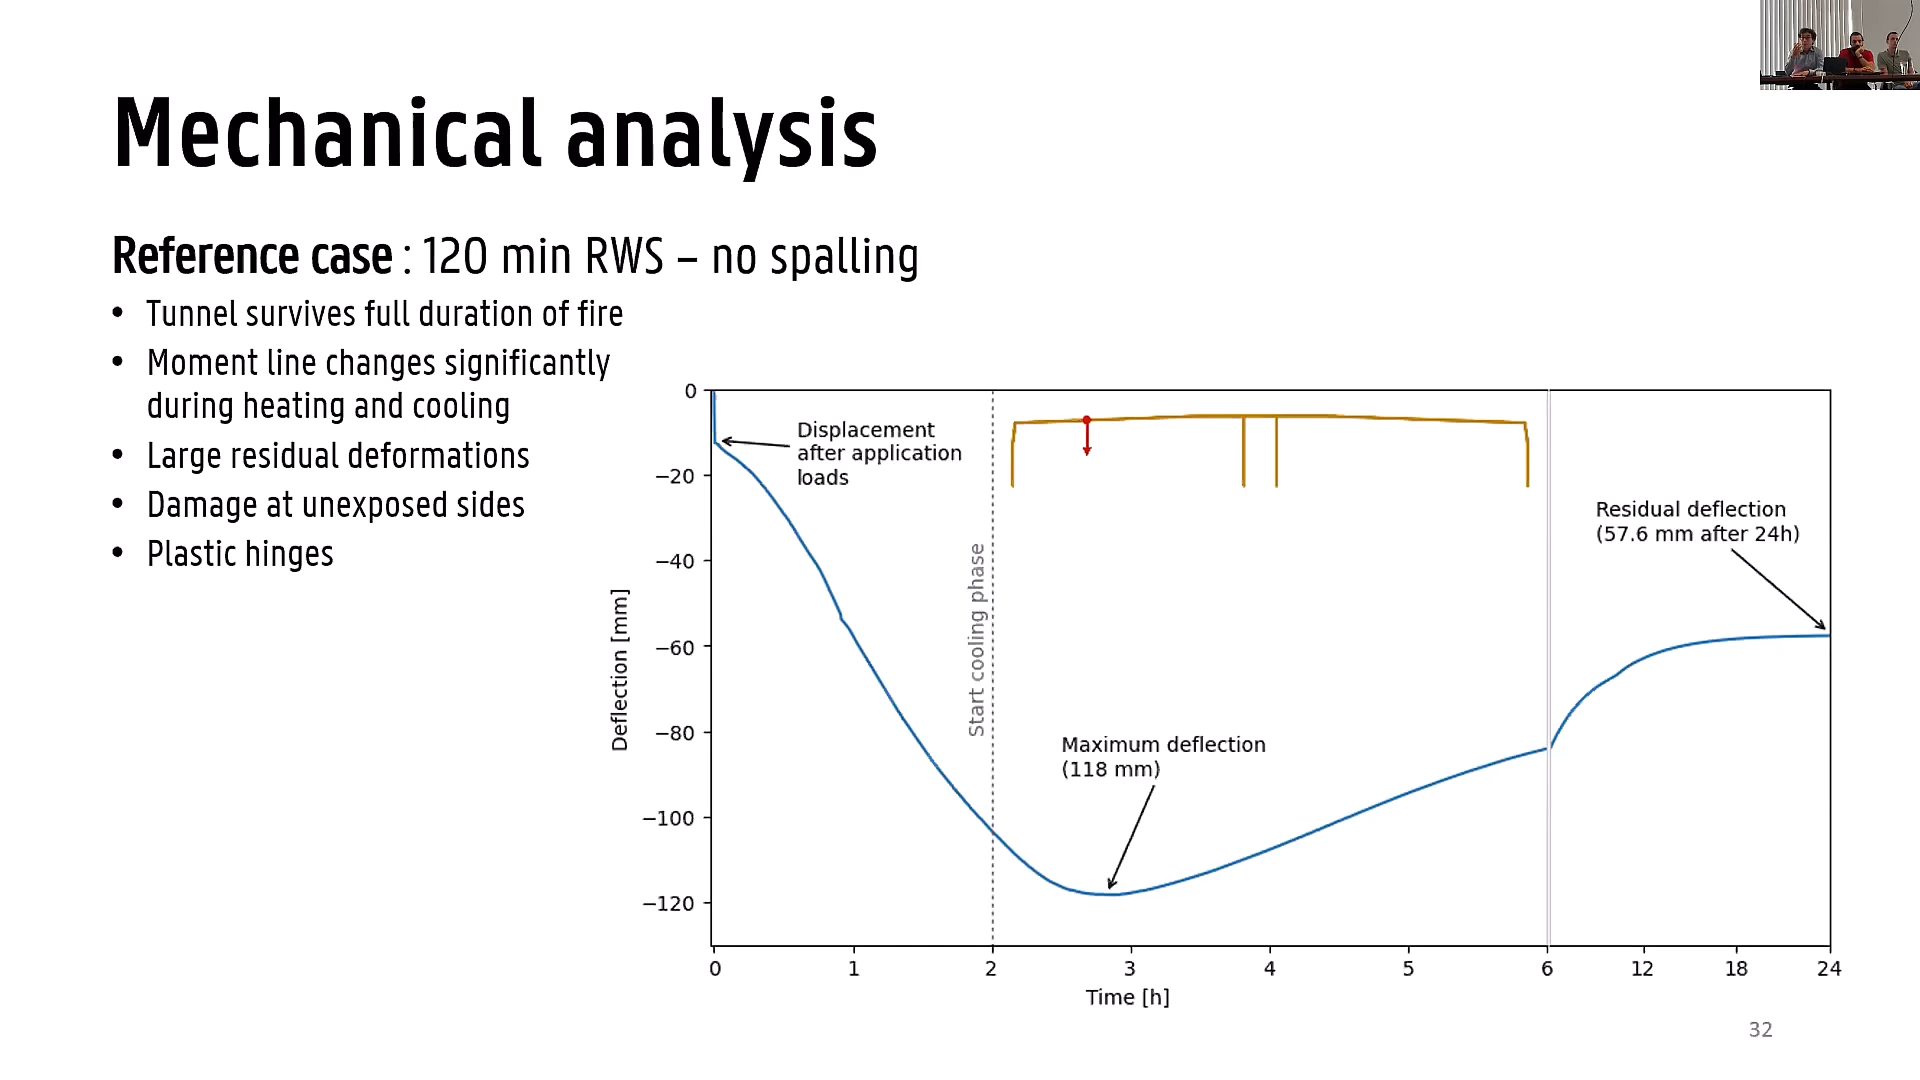 Mechanical analysis
Reference case : 120 min RWS – no spalling
• Tunnel survives full duration of fire
• Moment line changes significantly
during heating and cooling
• Large residual deformations
• Damage at unexposed sides
• Plastic hinges
Deflection [mm]
0
−20
−40
−60
−80
−100
−120
Displacement
after application
loads
Start cooling phase
Maximum deflection
(118 mm)
Residual deflection
(57.6 mm after 24h)
0 1 2 3 4 5 6 12 18 24
Time [h]
32